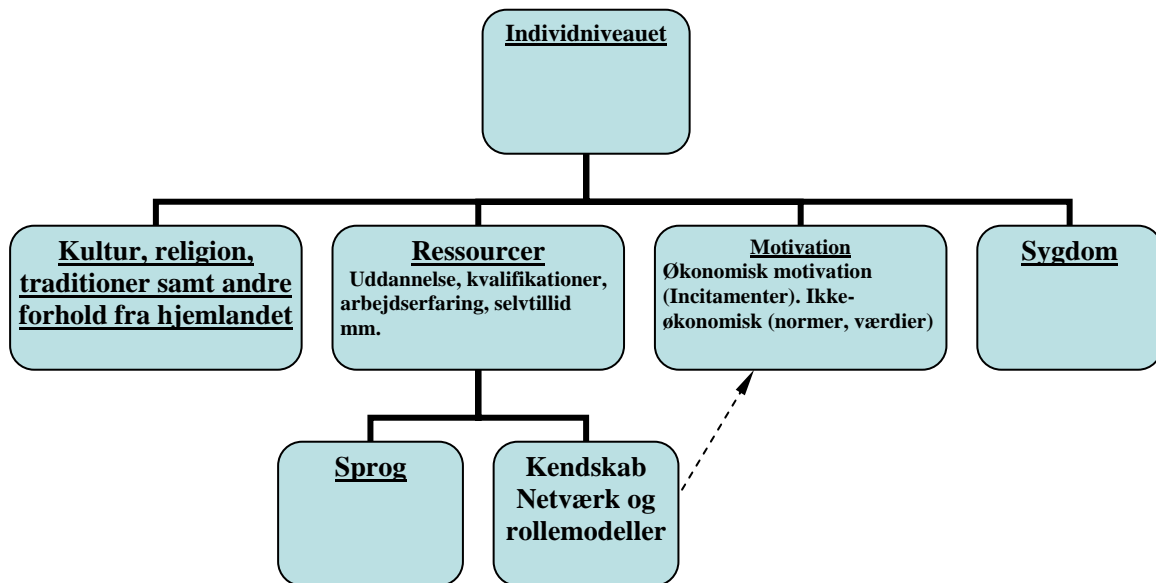 Individniveauet
Kultur, religion,
traditioner samt andre
forhold fra hjemlandet
Ressourcer
Uddannelse, kvalifikationer,
arbejdserfaring, selvtillid
mm.
Motivation
Økonomisk motivation
(Incitamenter). Ikke-
økonomisk (normer, værdier)
Sygdom
Sprog
Kendskab
Netværk og
rollemodeller